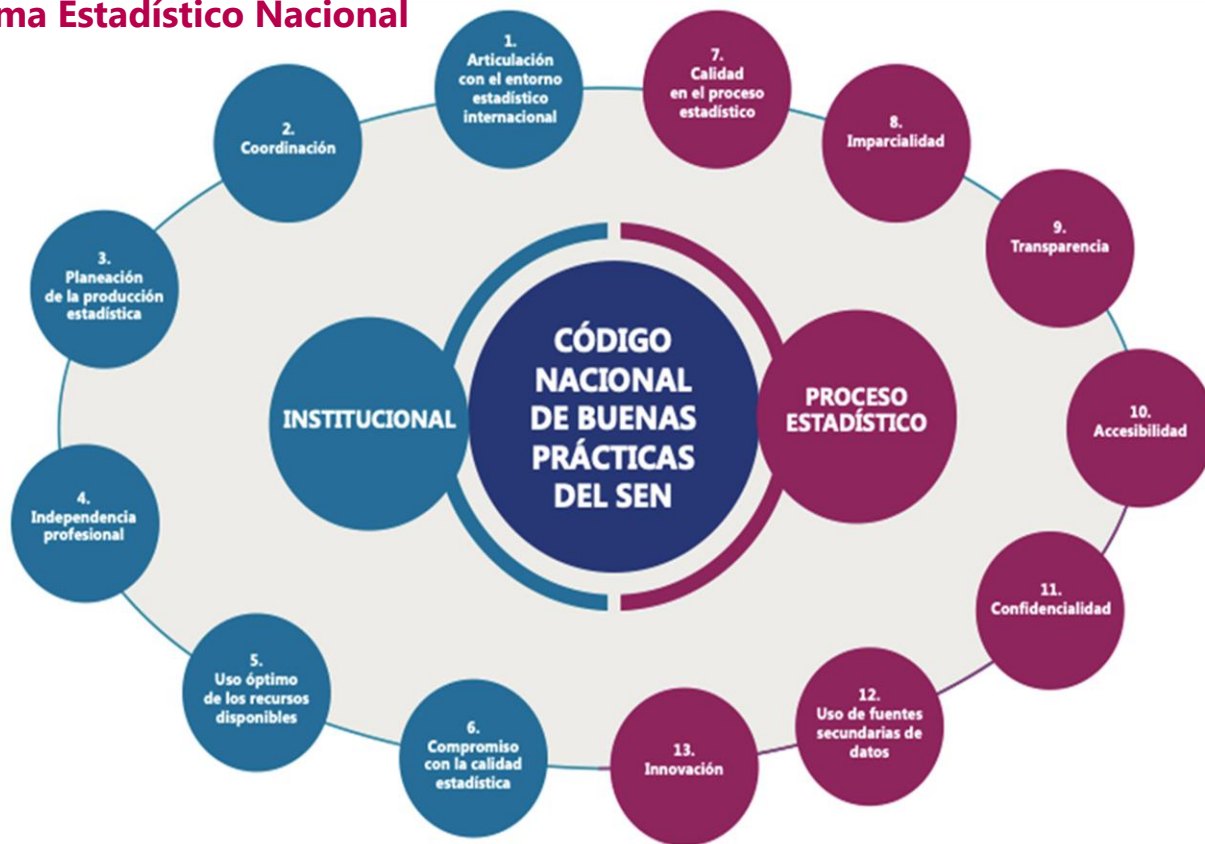 ma Estadístico Nacional
1.
Articulación
con el entorno
estadístico
internacional
2.
Coordinación
3.
Planeación
de la producción
estadística
4.
Independencia
profesional
5.
Uso óptimo
de los recursos
disponibles
6.
Compromiso
con la calidad
estadística
INSTITUCIONAL
CÓDIGO
NACIONAL
DE BUENAS
PRÁCTICAS
DEL SEN
PROCESO
ESTADÍSTICO
7.
Calidad
en el proceso
estadístico
8.
Imparcialidad
9.
Transparencia
10.
Accesibilidad
11.
Confidencialidad
12.
Uso de fuentes
secundarias de
datos
13.
Innovación